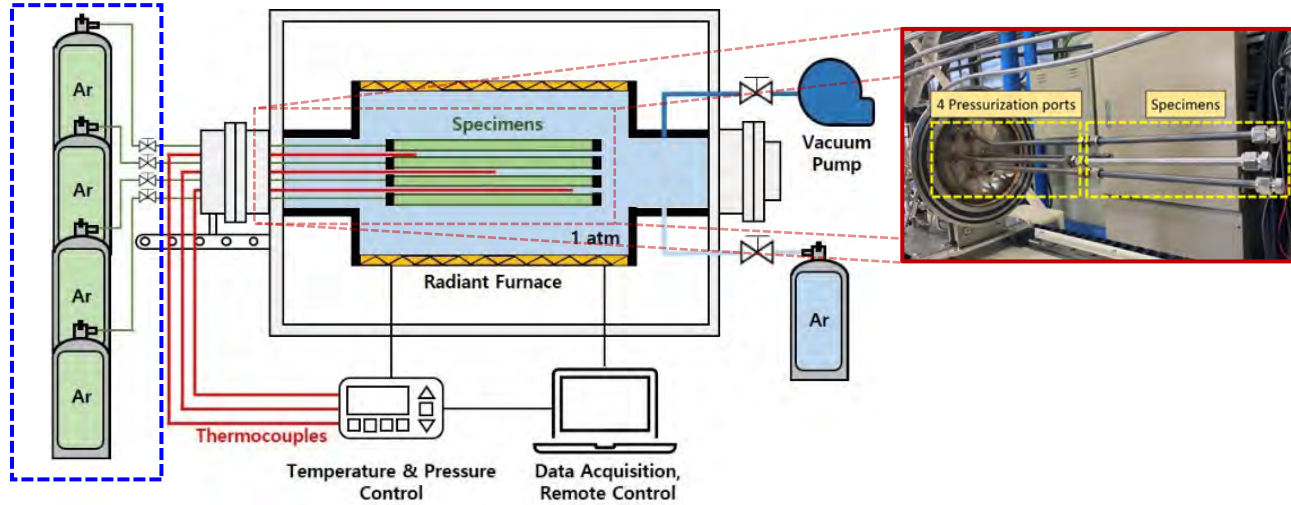 Ar
Ar
Ar
Ar
Specimens
1 atm
Radiant Furnace
Vacuum
Pump
Ar
Thermocouples
Temperature & Pressure
Control
Data Acquisition,
Remote Control
4 Pressurization ports
Specimens